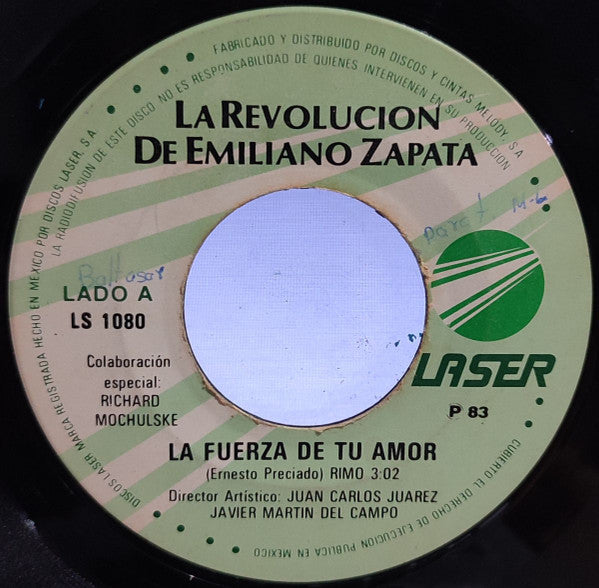 FABRICADO Y DISTRIBUIDO POR DISCOS Y CINTAS MELODY, S.A.
NO ES RESPONSABILIDAD DE QUIENES INTERVIENEN EN SU PRODUCCION
LA RADIODIFUSION DE ESTE DISCO
DISCOS LASER MARCA REGISTRADA HECHO EN MEXICO POR DISCOS LASER, S.A.
LA REVOLUCION
DE EMILIANO ZAPATA
Baltasar
LADO A
LS 1080
Colaboración
especial:
RICHARD
MOCHULSKE
LASER
P 83
LA FUERZA DE TU AMOR
(Ernesto Preciado) RIMO 3:02
Director Artístico: JUAN CARLOS JUAREZ
JAVIER MARTIN DEL CAMPO
CUBIERTO EL DERECHO DE EJECUCION PUBLICA EN MEXICO